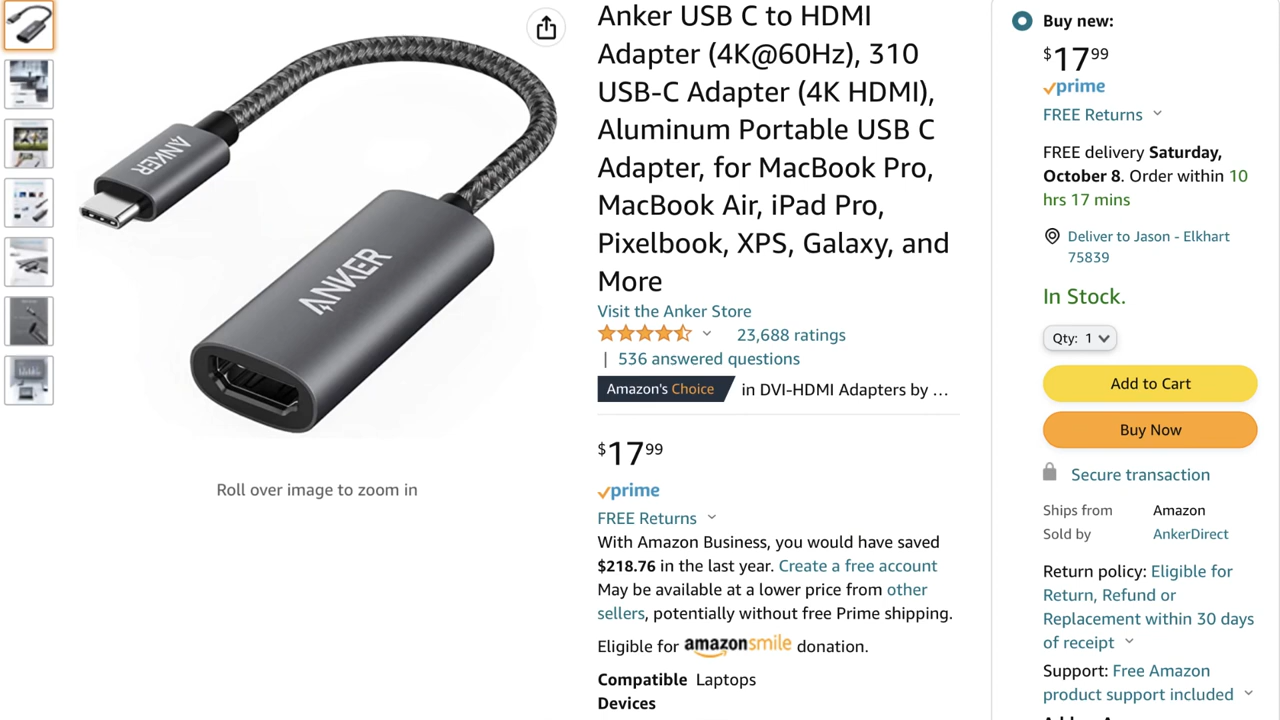 ANKER
ANKER
Roll over image to zoom in
Anker USB C to HDMI
Adapter (4K@60Hz), 310
USB-C Adapter (4K HDMI),
Aluminum Portable USB C
Adapter, for MacBook Pro,
MacBook Air, iPad Pro,
Pixelbook, XPS, Galaxy, and
More
Visit the Anker Store
23,688 ratings
| 536 answered questions
Amazon's Choice in DVI-HDMI Adapters by …
$17 99
prime
FREE Returns
With Amazon Business, you would have saved
$218.76 in the last year. Create a free account
May be available at a lower price from other
sellers, potentially without free Prime shipping.
Eligible for amazonsmile donation.
Compatible Laptops
Devices
Buy new:
$17 99
prime
FREE Returns
FREE delivery Saturday,
October 8. Order within 10
hrs 17 mins
Deliver to Jason - Elkhart
75839
In Stock.
Qty: 1
Add to Cart
Buy Now
Secure transaction
Ships from Amazon
Sold by AnkerDirect
Return policy: Eligible for
Return, Refund or
Replacement within 30 days
of receipt
Support: Free Amazon
product support included